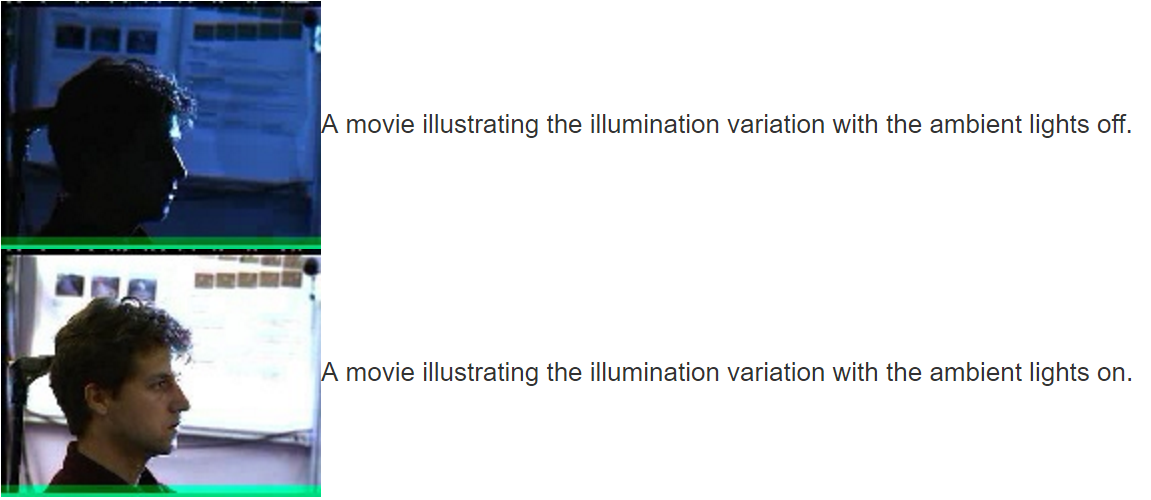 A movie illustrating the illumination variation with the ambient lights off.
A movie illustrating the illumination variation with the ambient lights on.